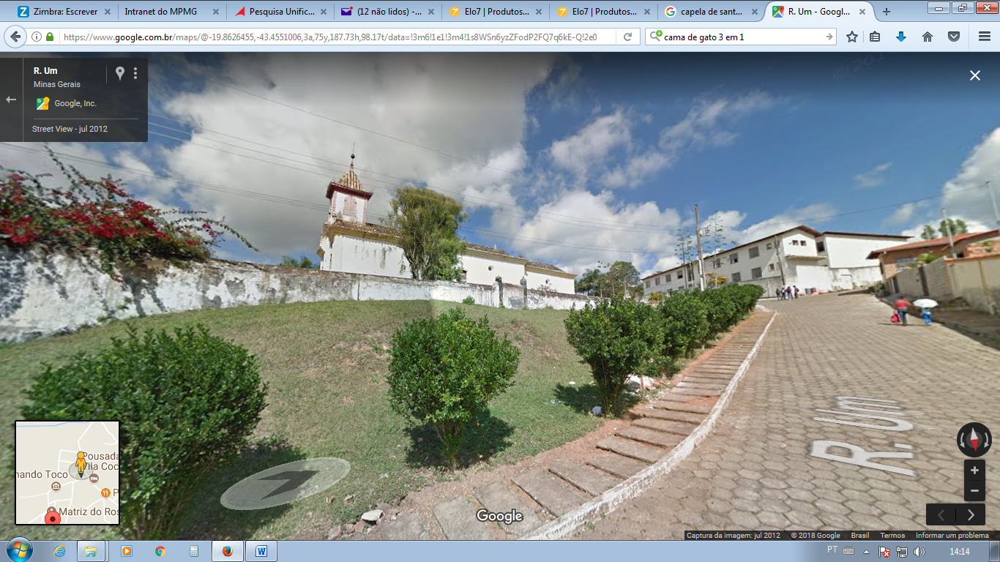 Zimbra: Escrever
Intranet do MPMG
Pesquisa Unific...
(12 não lidos) -...
Elo7 | Produtos...
Elo7 | Produtos...
capela de sant...
R. Um - Googl...
https://www.google.com.br/maps/@-19.8626455,-43.4551006,3a,75y,187.73h,98.17t/data=!3m6!1e1!3m4!1s8WSn6yzZFodP2FQ7q6kE-Q!2e0
cama de gato 3 em 1
R. Um
Minas Gerais
Google, Inc.
Street View - jul 2012
R. Um
Pousada
Vila Coc
nando Toco
P
Matriz do Ros
Google
Captura da imagem: jul 2012 © 2018 Google Brasil Termos Informar um problema
PT
14:14